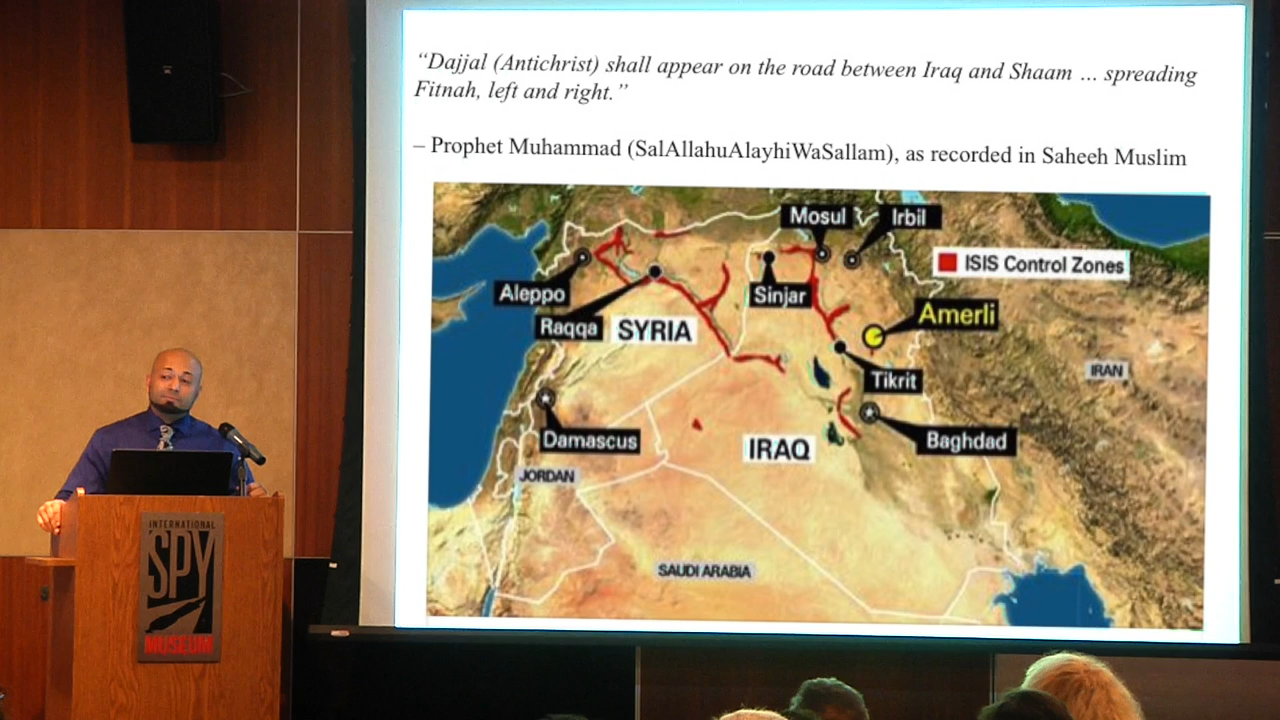 “Dajjal (Antichrist) shall appear on the road between Iraq and Shaam ... spreading
Fitnah, left and right.”
– Prophet Muhammad (SalAllahuAlayhiWaSallam), as recorded in Saheeh Muslim
Mosul
Irbil
ISIS Control Zones
Aleppo
Sinjar
Raqqa
SYRIA
Amerli
IRAN
Tikrit
Damascus
IRAQ
Baghdad
JORDAN
SAUDI ARABIA
INTERNATIONAL
SPY
MUSEUM